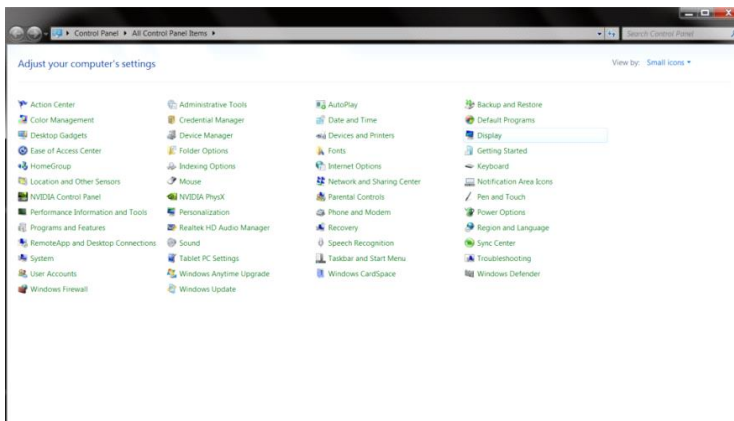 Control Panel All Control Panel Items Search Control Panel
Adjust your computer's settings View by: Small icons
Action Center Administrative Tools AutoPlay Backup and Restore
Color Management Credential Manager Date and Time Default Programs
Desktop Gadgets Device Manager Devices and Printers Display
Ease of Access Center Folder Options Fonts Getting Started
HomeGroup Indexing Options Internet Options Keyboard
Location and Other Sensors Mouse Network and Sharing Center Notification Area Icons
NVIDIA Control Panel NVIDIA PhysX Parental Controls Pen and Touch
Performance Information and Tools Personalization Phone and Modem Power Options
Programs and Features Realtek HD Audio Manager Recovery Region and Language
RemoteApp and Desktop Connections Sound Speech Recognition Sync Center
System Tablet PC Settings Taskbar and Start Menu Troubleshooting
User Accounts Windows Anytime Upgrade Windows CardSpace Windows Defender
Windows Firewall Windows Update